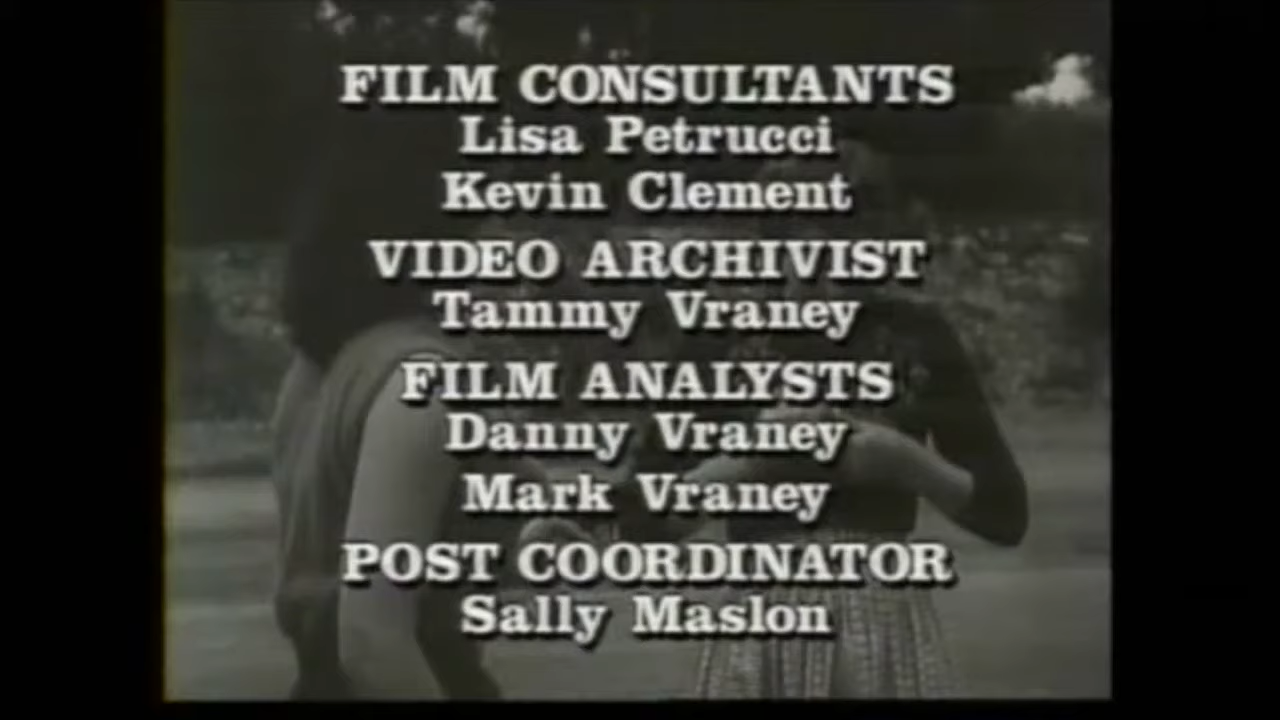 FILM CONSULTANTS
Lisa Petrucci
Kevin Clement
VIDEO ARCHIVIST
Tammy Vraney
FILM ANALYSTS
Danny Vraney
Mark Vraney
POST COORDINATOR
Sally Maslon